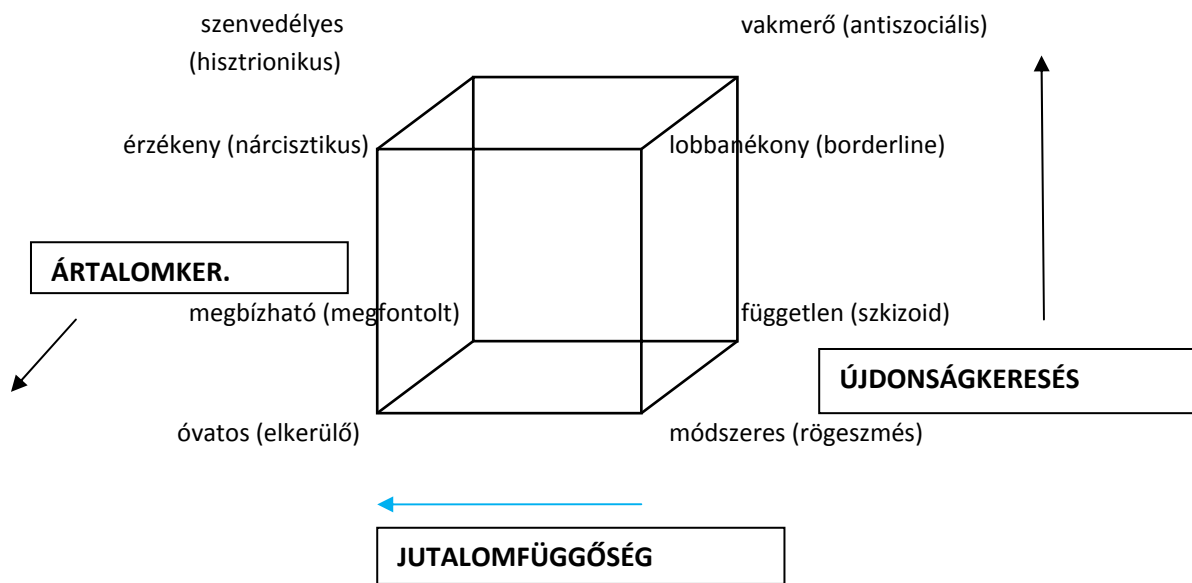 szenvedélyes
(hisztrionikus)
vakmerő (antiszociális)
érzékeny (nárcisztikus)
lobbanékony (borderline)
ÁRTALOMKER.
megbízható (megfontolt)
független (szkizoid)
ÚJDONSÁGKERESÉS
óvatos (elkerülő)
módszeres (rögeszmés)
JUTALOMFÜGGŐSÉG